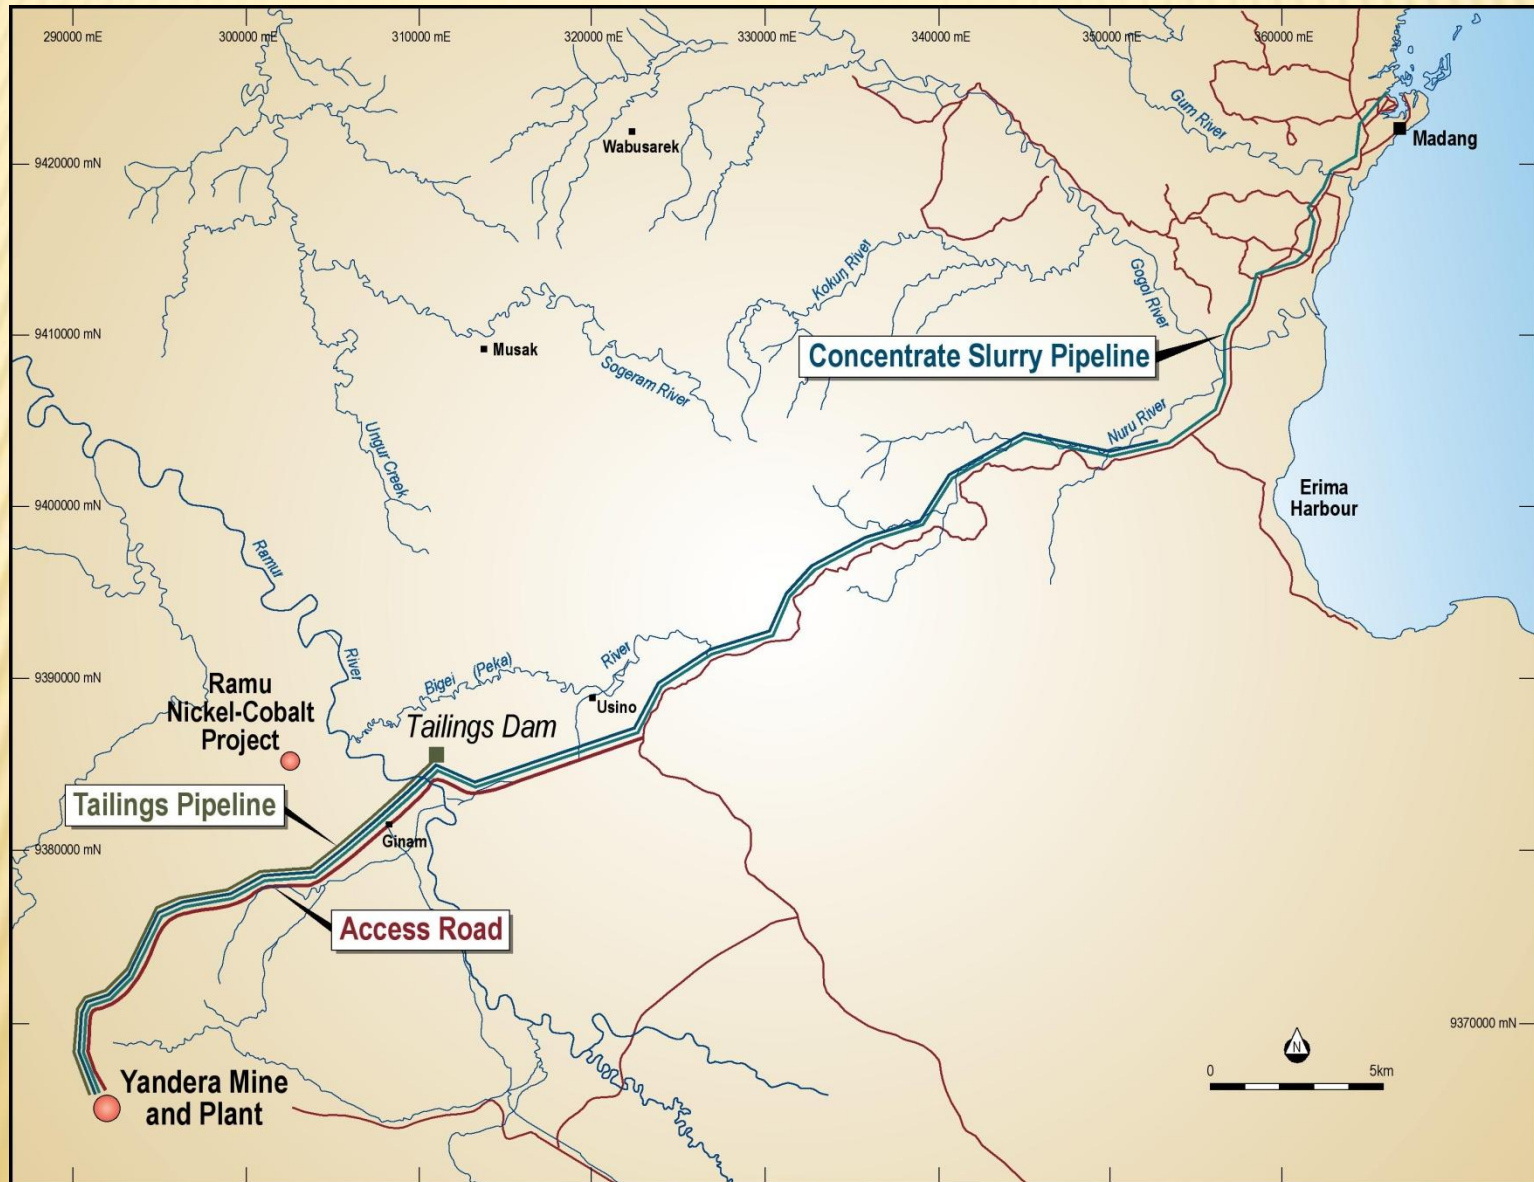 290000 mE
300000 mE
310000 mE
320000 mE
330000 mE
340000 mE
350000 mE
360000 mE
Gum River
Madang
Wabusarek
9420000 mN
Kokun River
Gogol River
9410000 mN
Musak
Sogeram River
Concentrate Slurry Pipeline
Ungur Creek
Nuru River
Erima
Harbour
9400000 mN
Ramur
River
Bigei (Peka)
River
9390000 mN
Ramu
Nickel-Cobalt
Project
Usino
Tailings Dam
Tailings Pipeline
Ginam
9380000 mN
Access Road
9370000 mN
N
0
5km
Yandera Mine
and Plant